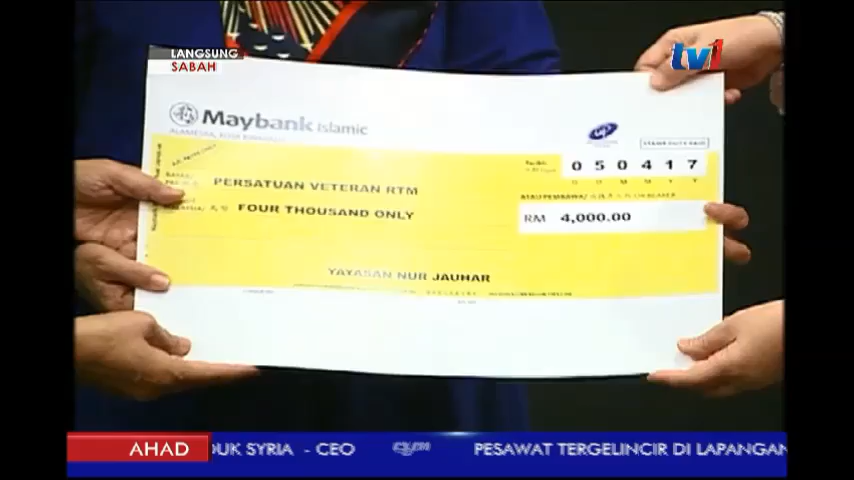 LANGSUNG
SABAH
tv1
Maybank Islamic
STAMP DUTY PAID
050417
D D M M Y Y
PERSATUAN VETERAN RTM
FOUR THOUSAND ONLY
RM 4,000.00
YAYASAN NUR JAUHAR
AHAD
DUK SYRIA - CEO
PESAWAT TERGELINCIR DI LAPANGAN